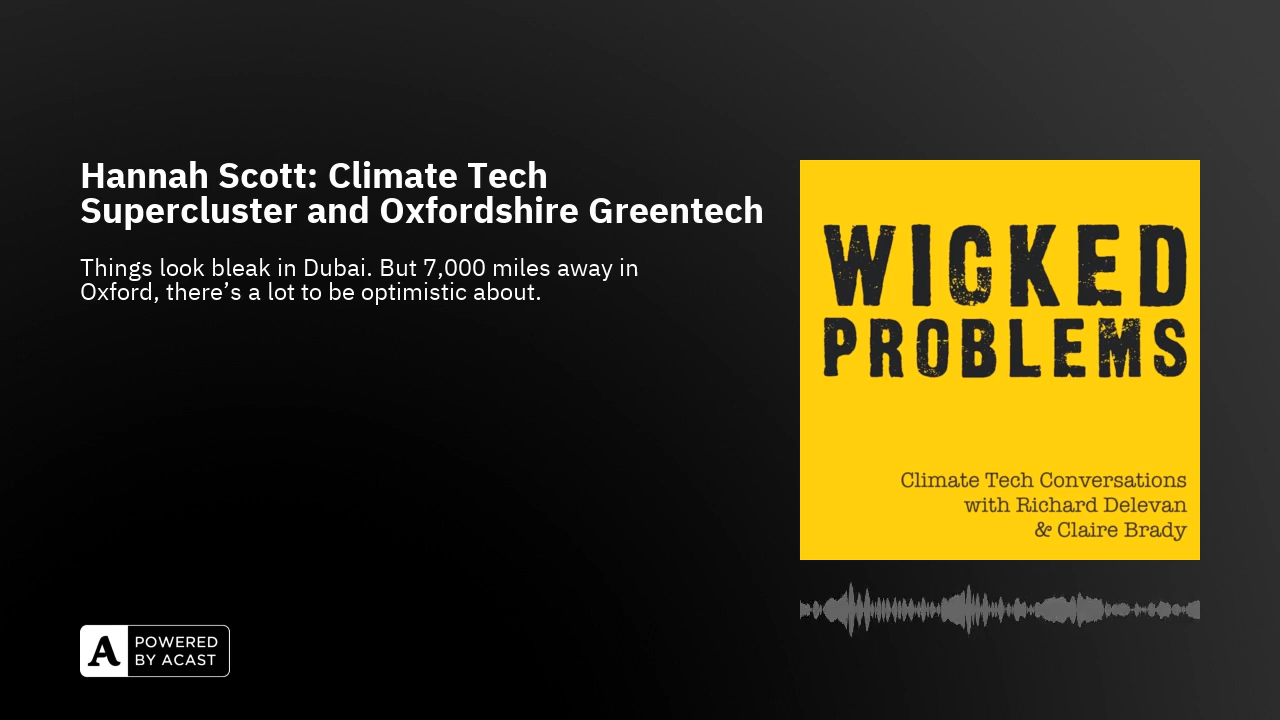 Hannah Scott: Climate Tech
Supercluster and Oxfordshire Greentech
Things look bleak in Dubai. But 7,000 miles away in
Oxford, there’s a lot to be optimistic about.
WICKED
PROBLEMS
Climate Tech Conversations
with Richard Delevan
& Claire Brady
A
POWERED
BY ACAST